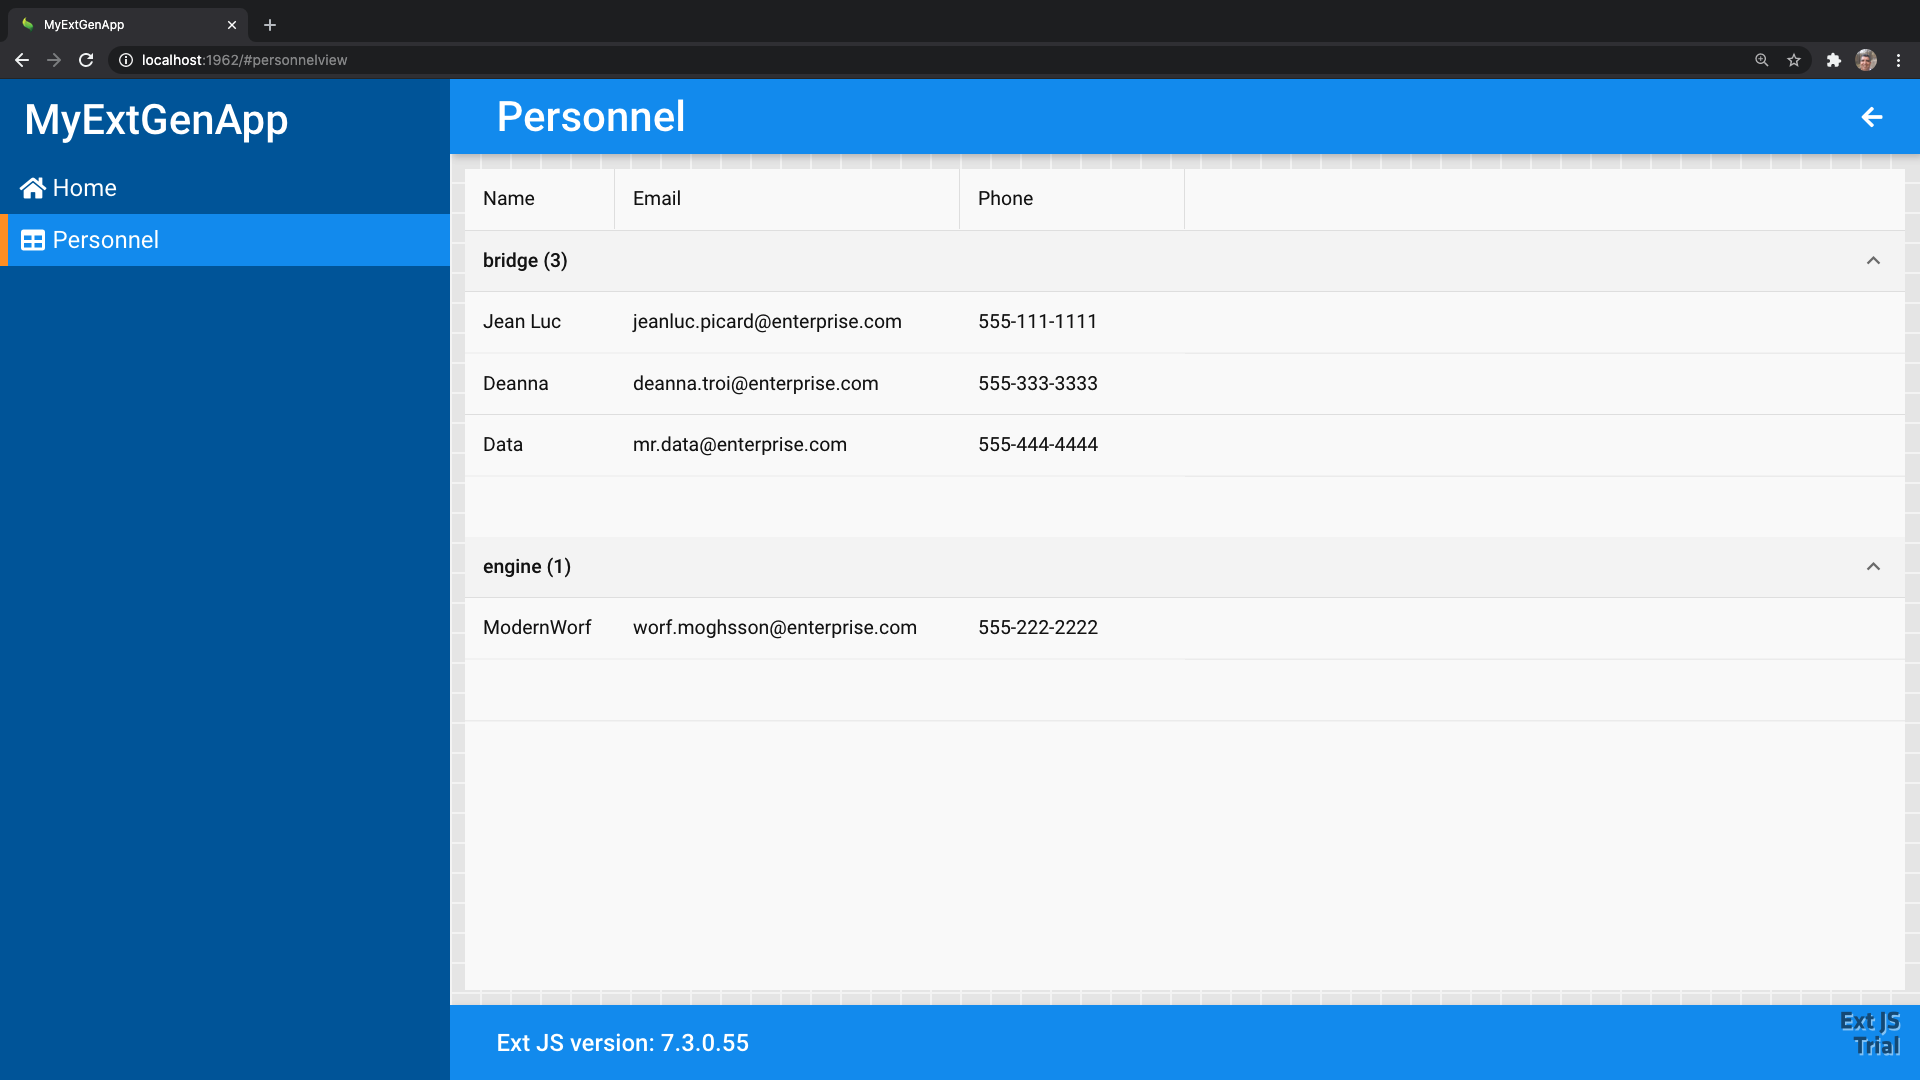 MyExtGenApp
localhost:1962/#personnelview
MyExtGenApp
Home
Personnel
Personnel
Name Email Phone
bridge (3)
Jean Luc jeanluc.picard@enterprise.com 555-111-1111
Deanna deanna.troi@enterprise.com 555-333-3333
Data mr.data@enterprise.com 555-444-4444
engine (1)
ModernWorf worf.moghsson@enterprise.com 555-222-2222
Ext JS version: 7.3.0.55
Ext JS
Trial